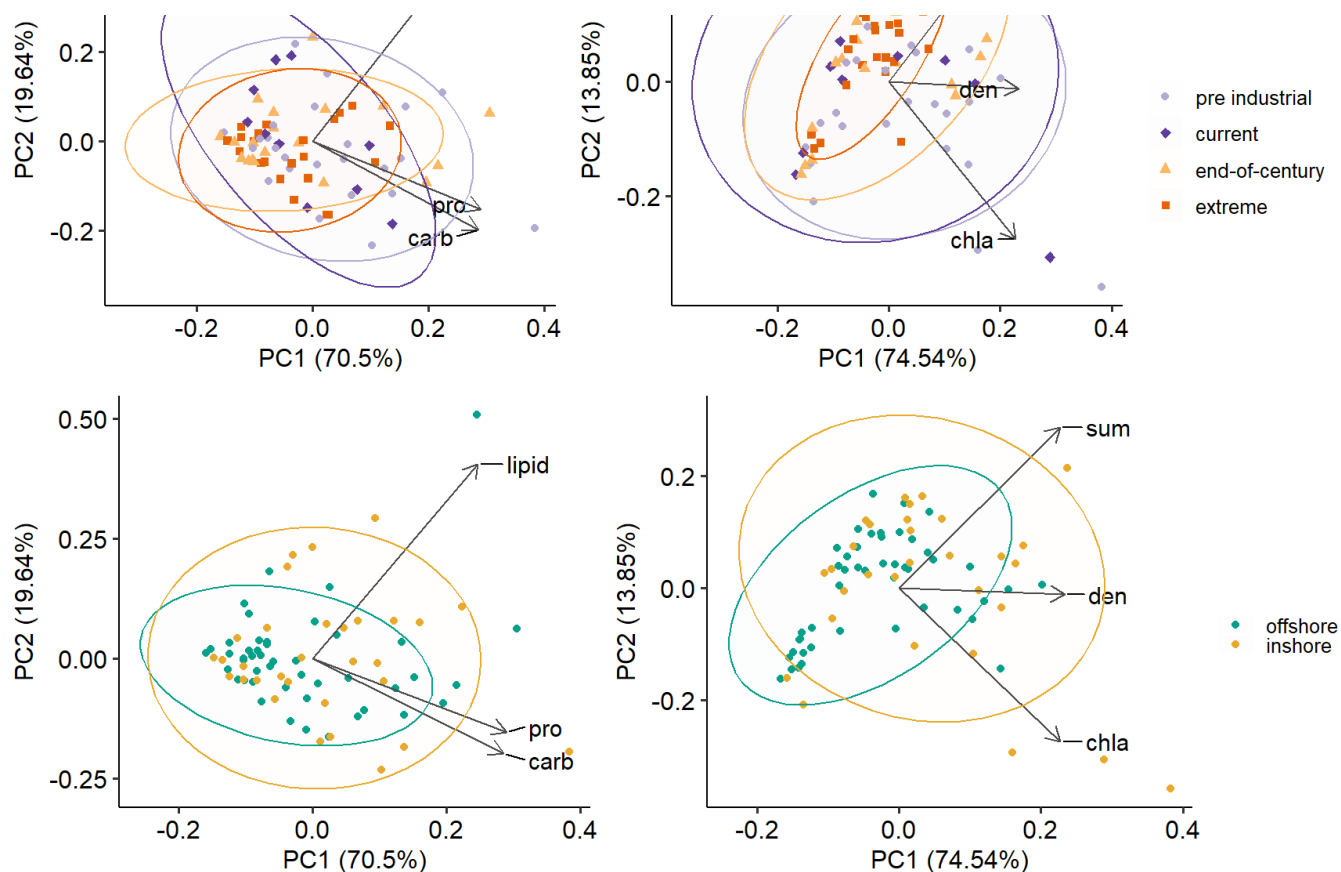 PC2 (19.64%)
0.2
0.0
-0.2
pro
carb
-0.2
0.0
0.2
0.4
PC1 (70.5%)
PC2 (13.85%)
0.0
-0.2
den
chla
-0.2
0.0
0.2
0.4
PC1 (74.54%)
pre industrial
current
end-of-century
extreme
PC2 (19.64%)
0.50
0.25
0.00
-0.25
lipid
pro
carb
-0.2
0.0
0.2
0.4
PC1 (70.5%)
PC2 (13.85%)
0.2
0.0
-0.2
sum
den
chla
-0.2
0.0
0.2
0.4
PC1 (74.54%)
offshore
inshore